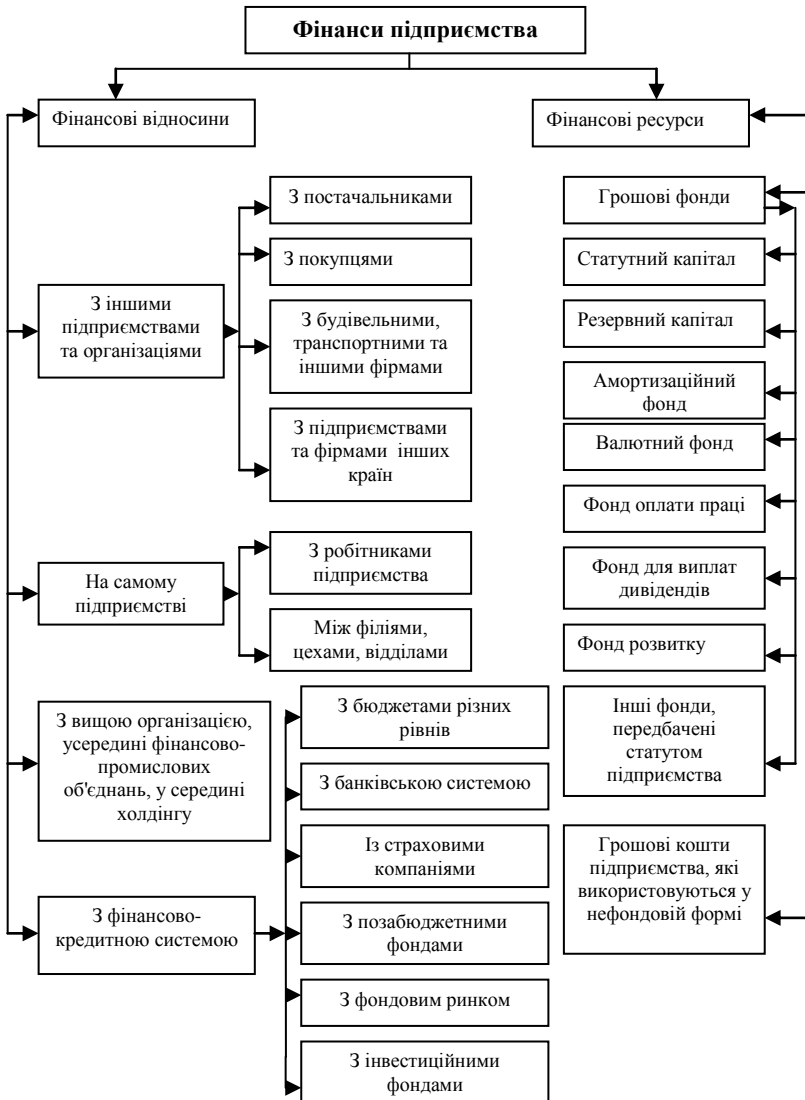 Фінанси підприємства
Фінансові відносини
Фінансові ресурси
З іншими
підприємствами
та організаціями
З постачальниками
З покупцями
З будівельними,
транспортними та
іншими фірмами
З підприємствами
та фірмами інших
країн
На самому
підприємстві
З робітниками
підприємства
Між філіями,
цехами, відділами
З вищою організацією,
усередині фінансово-
промислових
об'єднань, у середині
холдінгу
З фінансово-
кредитною системою
З бюджетами різних
рівнів
З банківською системою
Із страховими
компаніями
З позабюджетними
фондами
З фондовим ринком
З інвестиційними
фондами
Грошові фонди
Статутний капітал
Резервний капітал
Амортизаційний
фонд
Валютний фонд
Фонд оплати праці
Фонд для виплат
дивідендів
Фонд розвитку
Інші фонди,
передбачені
статутом
підприємства
Грошові кошти
підприємства, які
використовуються у
нефондовій формі